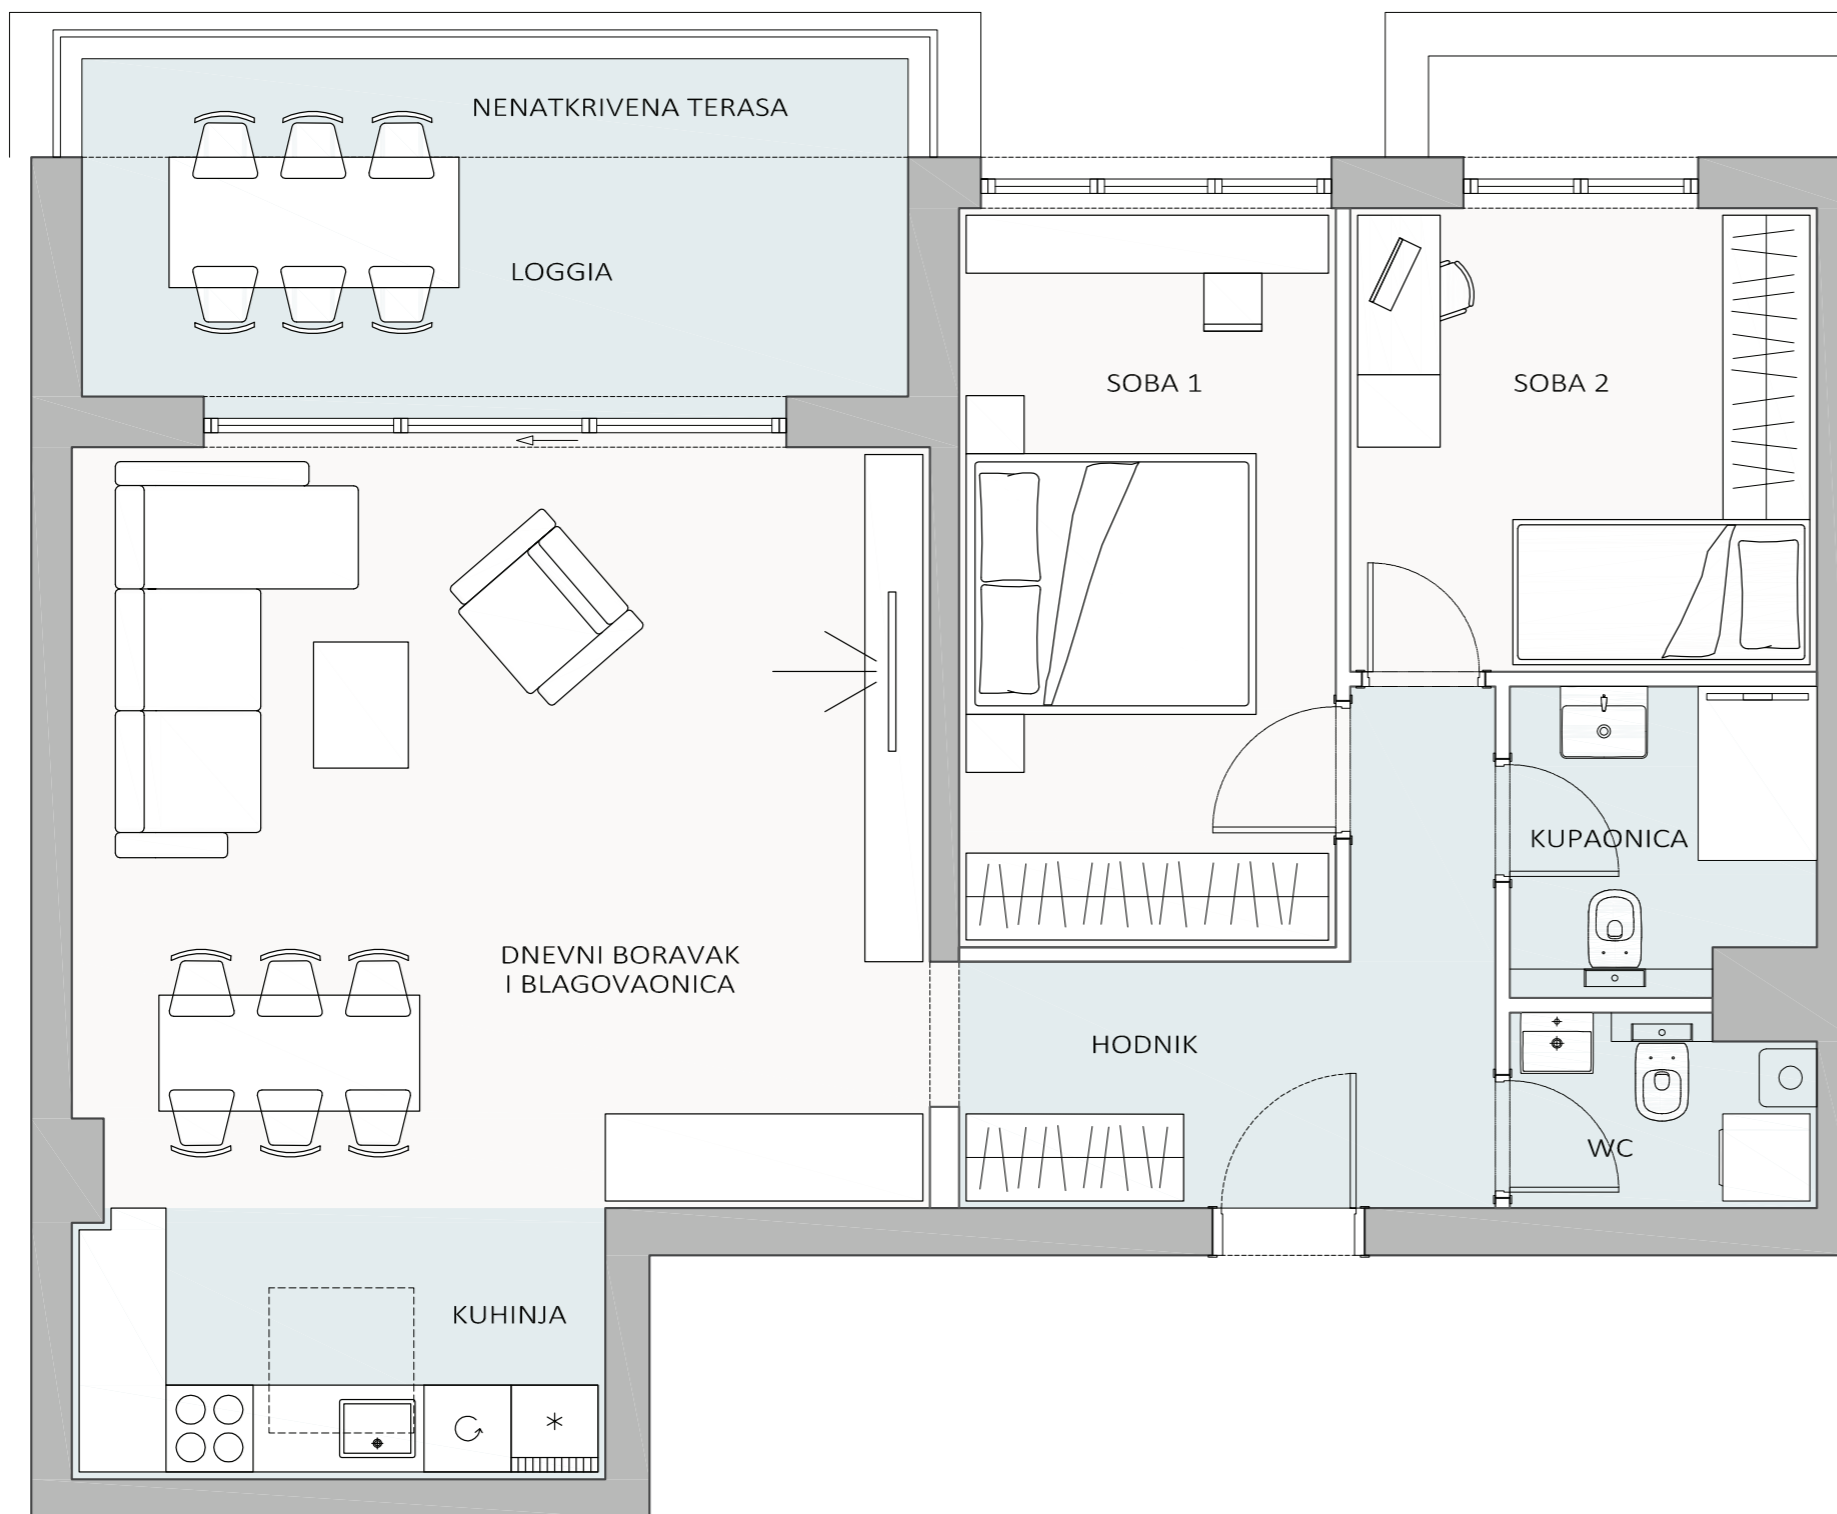 NENATKRIVENA TERASA
LOGGIA
SOBA 1
SOBA 2
KUPAONICA
DNEVNI BORAVAK
I BLAGOVAONICA
HODNIK
WC
KUHINJA